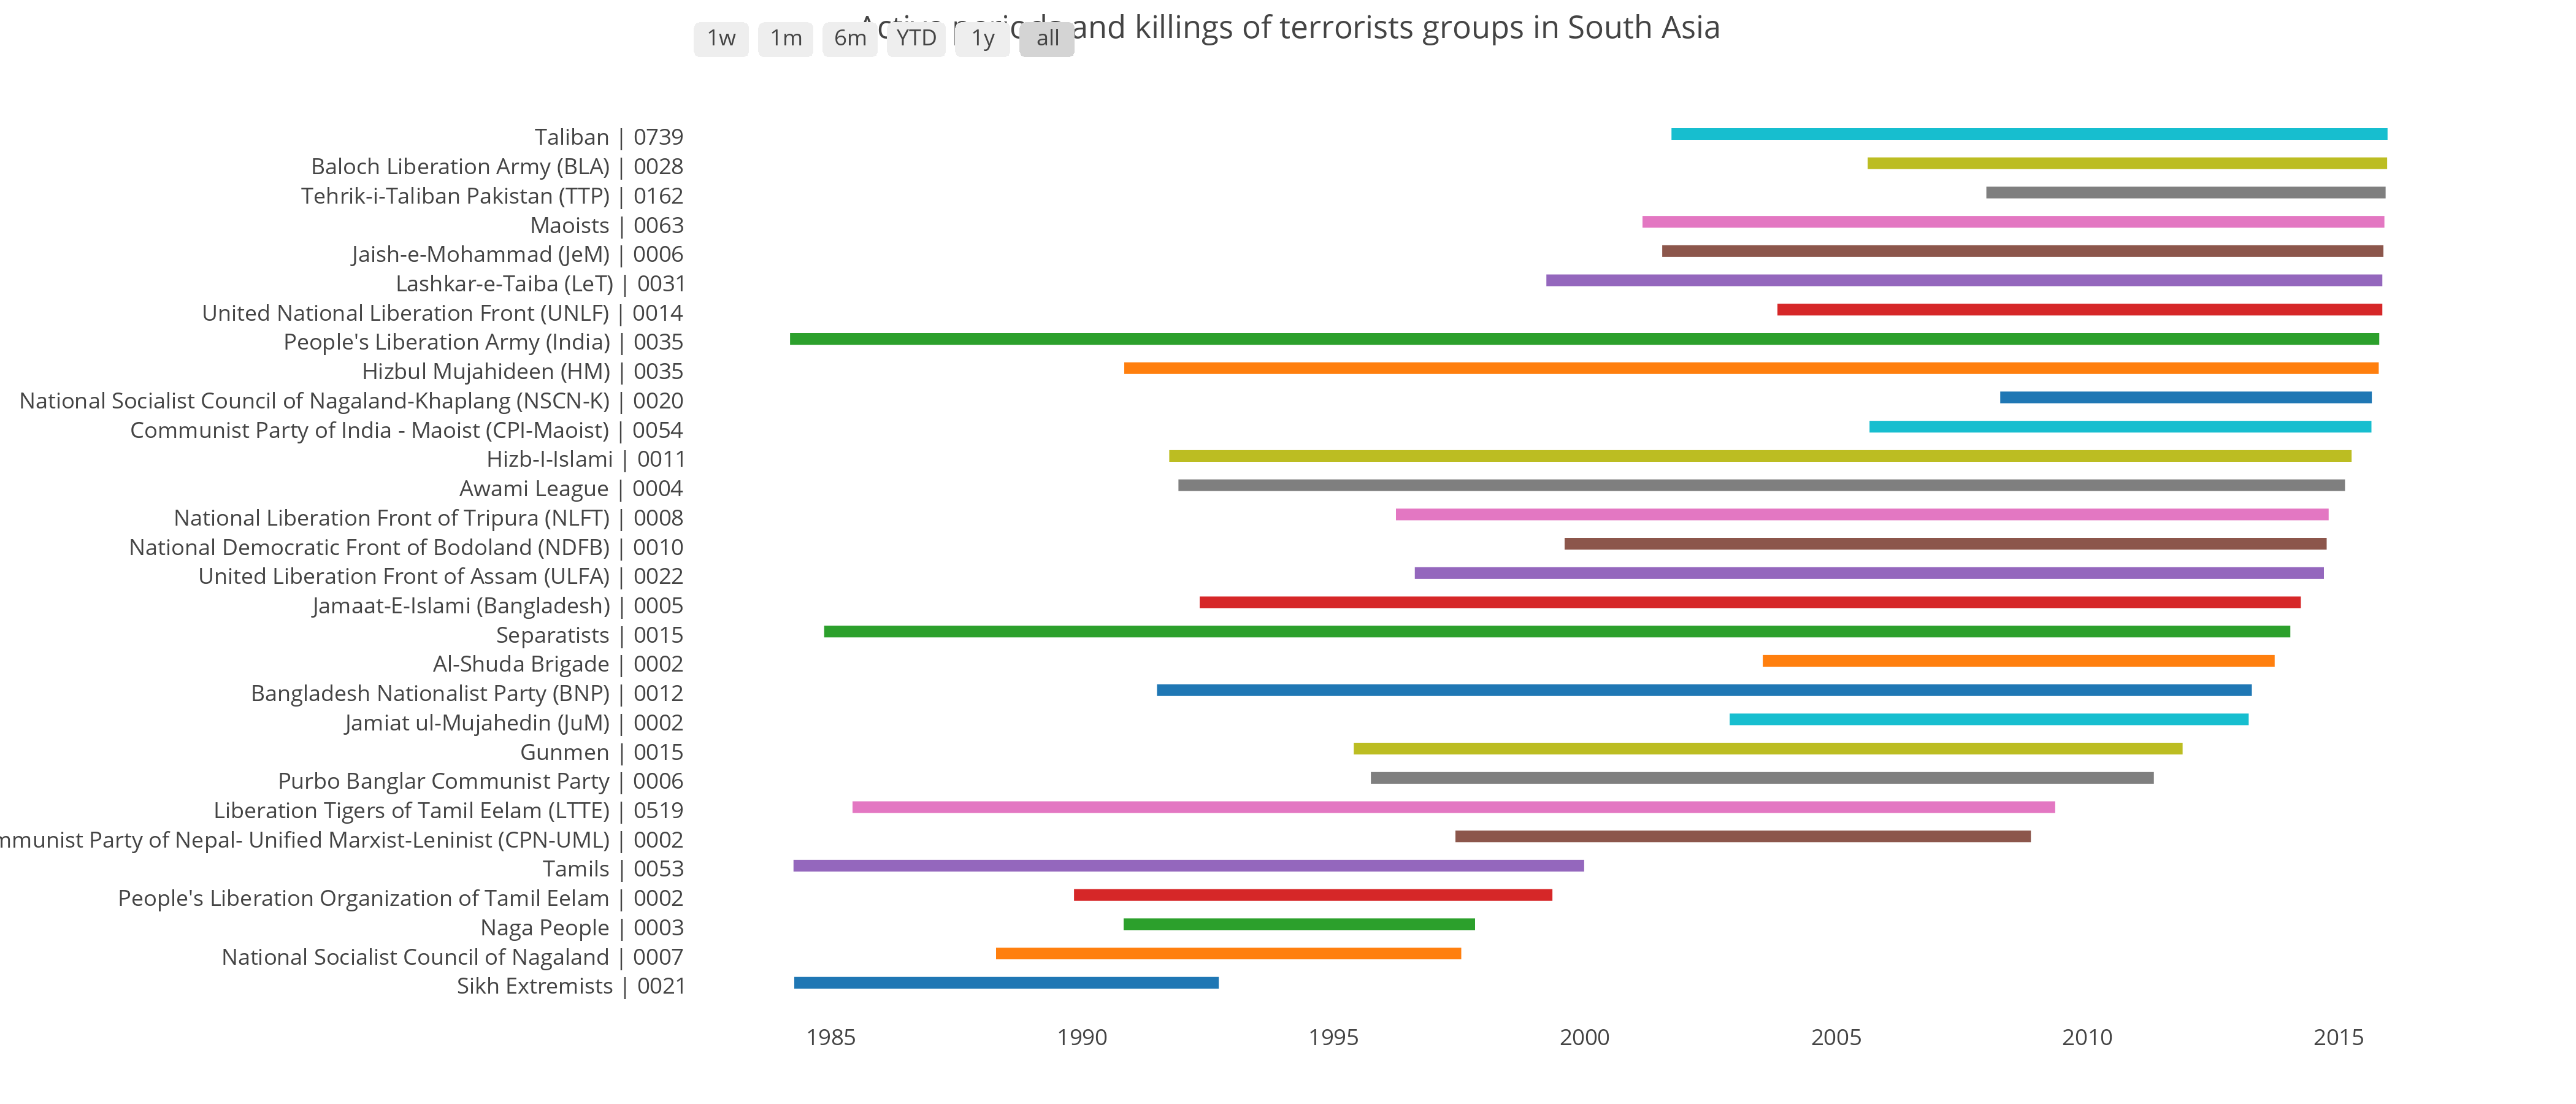 Active periods and killings of terrorists groups in South Asia
1w 1m 6m YTD 1y all
Taliban | 0739
Baloch Liberation Army (BLA) | 0028
Tehrik-i-Taliban Pakistan (TTP) | 0162
Maoists | 0063
Jaish-e-Mohammad (JeM) | 0006
Lashkar-e-Taiba (LeT) | 0031
United National Liberation Front (UNLF) | 0014
People's Liberation Army (India) | 0035
Hizbul Mujahideen (HM) | 0035
National Socialist Council of Nagaland-Khaplang (NSCN-K) | 0020
Communist Party of India - Maoist (CPI-Maoist) | 0054
Hizb-I-Islami | 0011
Awami League | 0004
National Liberation Front of Tripura (NLFT) | 0008
National Democratic Front of Bodoland (NDFB) | 0010
United Liberation Front of Assam (ULFA) | 0022
Jamaat-E-Islami (Bangladesh) | 0005
Separatists | 0015
Al-Shuda Brigade | 0002
Bangladesh Nationalist Party (BNP) | 0012
Jamiat ul-Mujahedin (JuM) | 0002
Gunmen | 0015
Purbo Banglar Communist Party | 0006
Liberation Tigers of Tamil Eelam (LTTE) | 0519
mmunist Party of Nepal- Unified Marxist-Leninist (CPN-UML) | 0002
Tamils | 0053
People's Liberation Organization of Tamil Eelam | 0002
Naga People | 0003
National Socialist Council of Nagaland | 0007
Sikh Extremists | 0021
1985 1990 1995 2000 2005 2010 2015